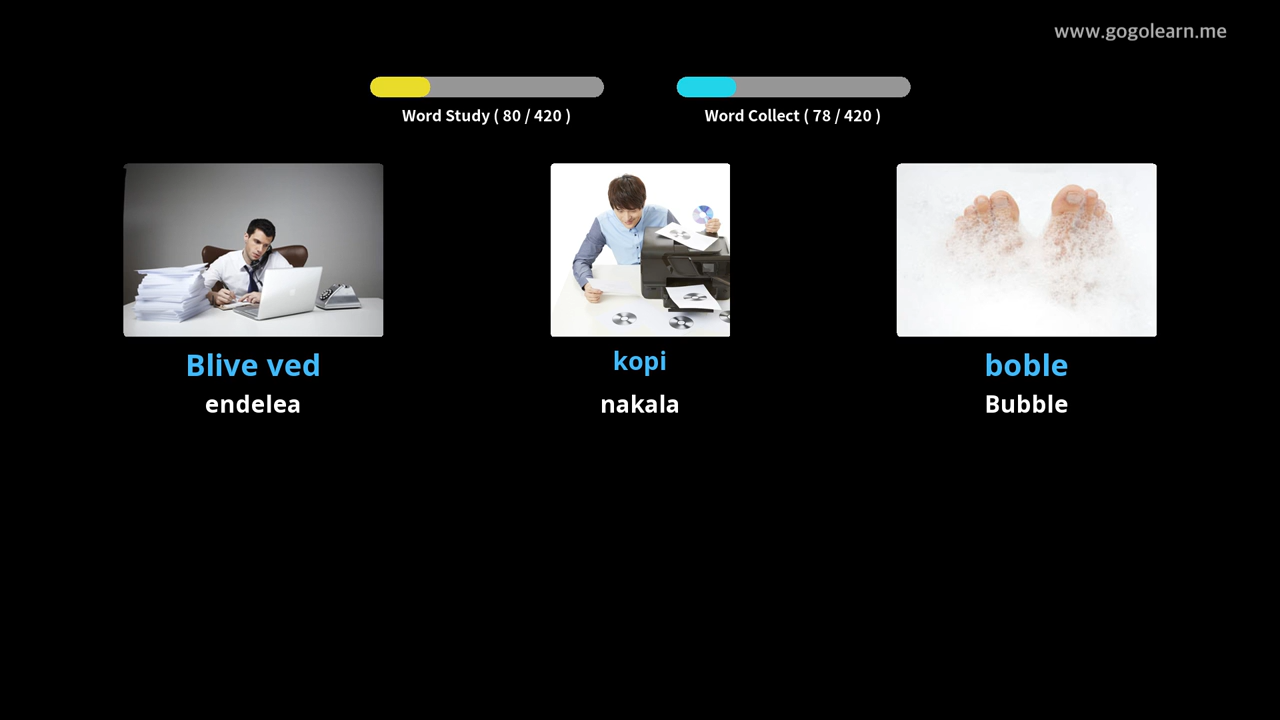 www.gogolearn.me
Word Study ( 80 / 420 )
Word Collect ( 78 / 420 )
Blive ved
endelea
kopi
nakala
boble
Bubble